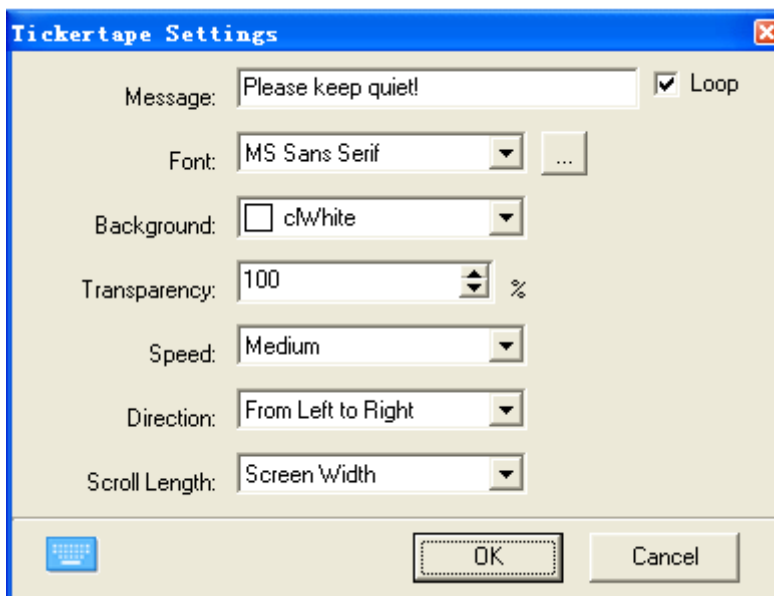 Tickertape Settings
Message: Please keep quiet! Loop
Font: MS Sans Serif ...
Background: clWhite
Transparency: 100 %
Speed: Medium
Direction: From Left to Right
Scroll Length: Screen Width
OK Cancel